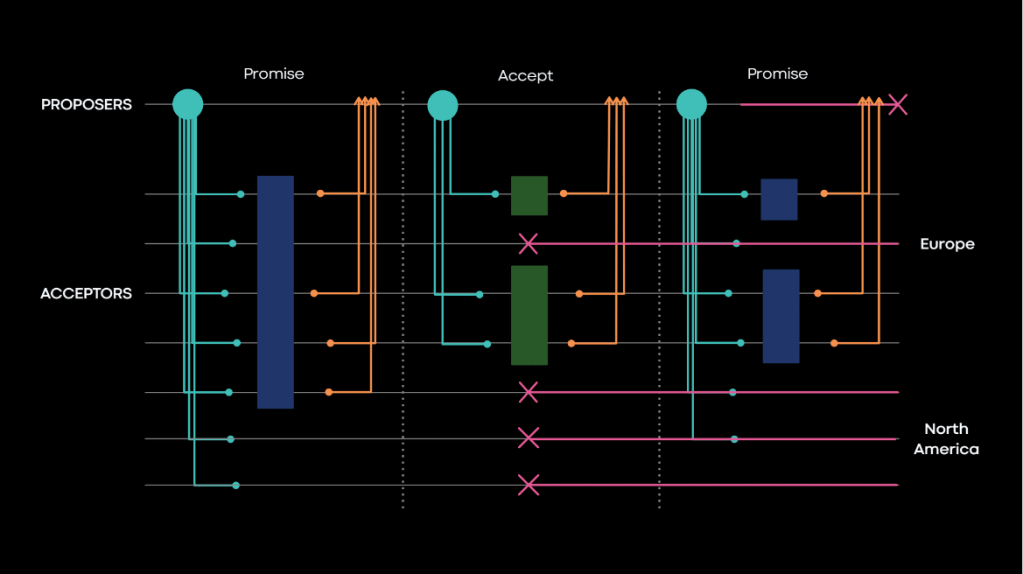 Promise
Accept
Promise
PROPOSERS
Europe
ACCEPTORS
North
America